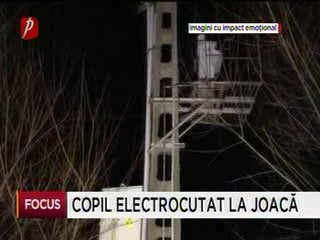 imagini cu impact emoțional
FOCUS
COPIL ELECTROCUTAT LA JOACĂ